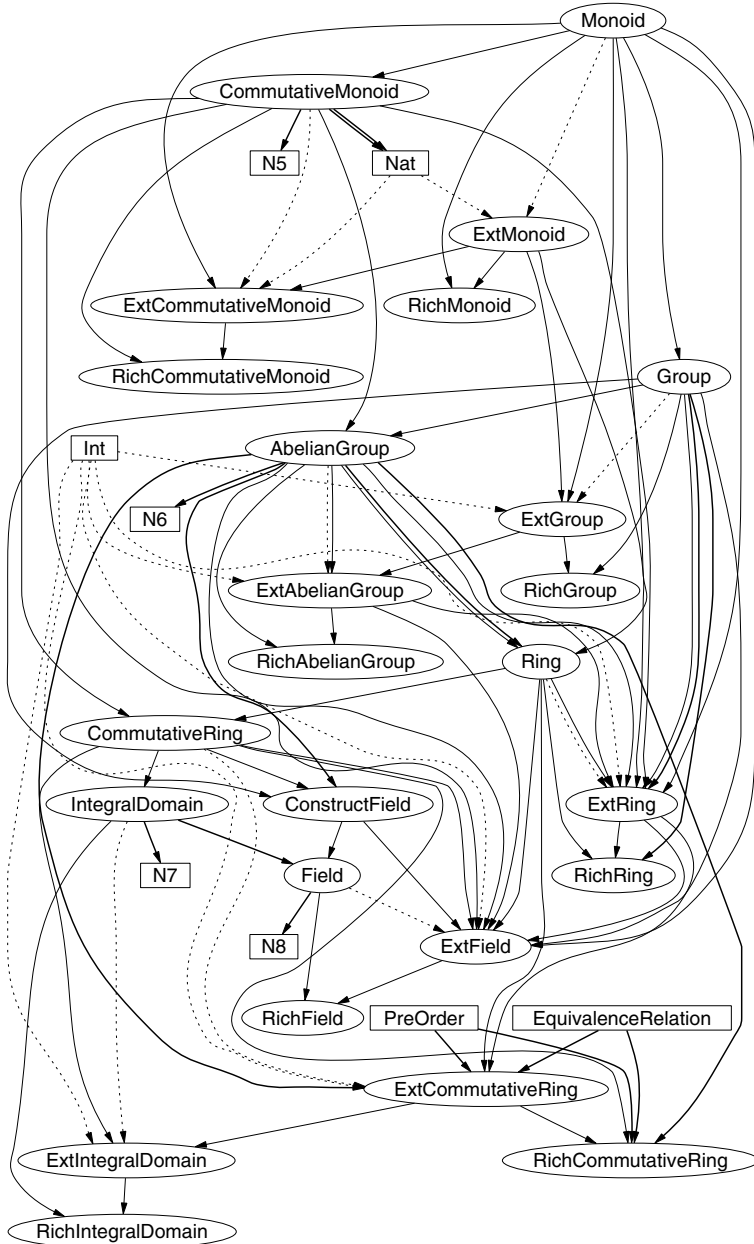 Monoid
CommutativeMonoid
N5
Nat
ExtMonoid
ExtCommutativeMonoid
RichMonoid
RichCommutativeMonoid
Group
Int
AbelianGroup
N6
ExtGroup
ExtAbelianGroup
RichGroup
RichAbelianGroup
Ring
CommutativeRing
IntegralDomain
ConstructField
ExtRing
N7
Field
RichRing
N8
ExtField
RichField
PreOrder
EquivalenceRelation
ExtCommutativeRing
ExtIntegralDomain
RichCommutativeRing
RichIntegralDomain